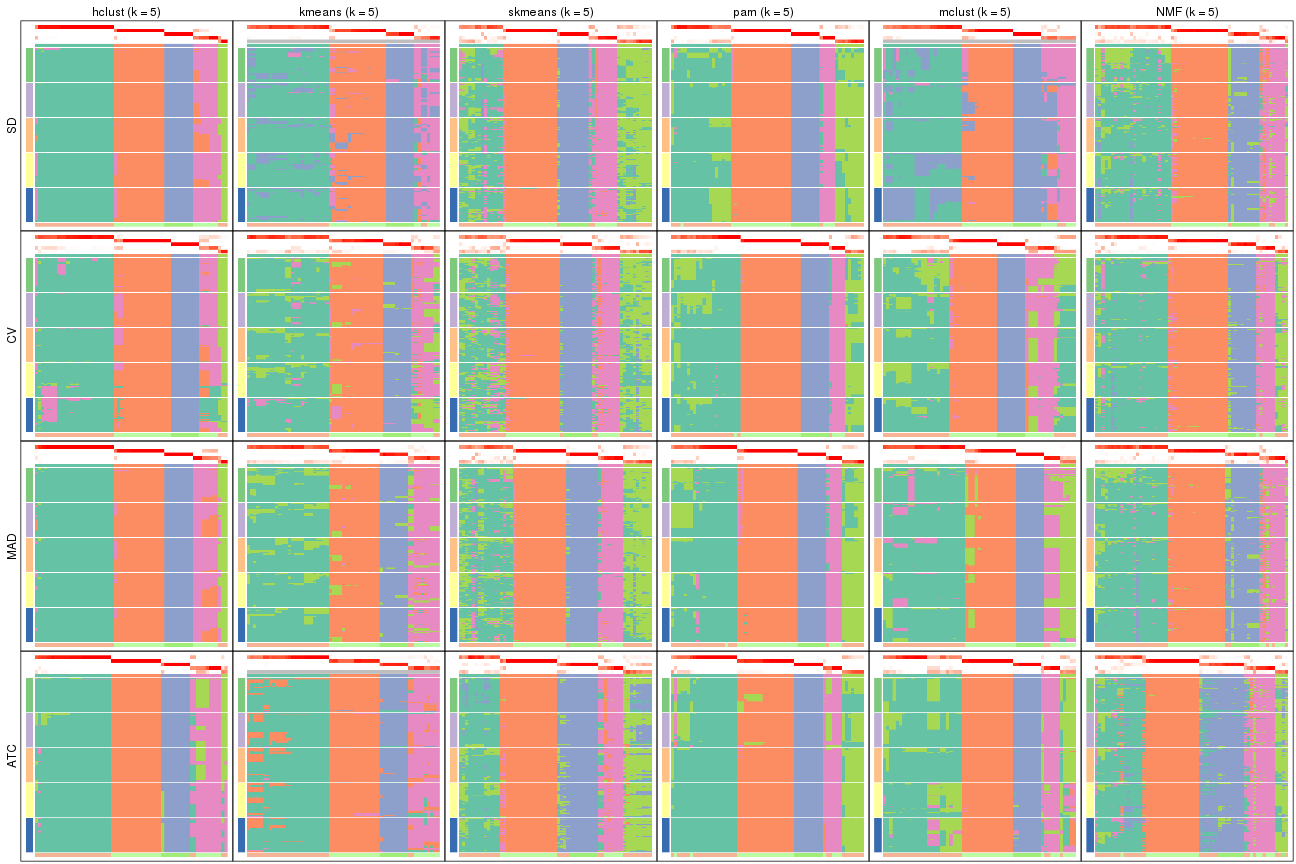 hclust (k = 5) kmeans (k = 5) skmeans (k = 5) pam (k = 5) mclust (k = 5) NMF (k = 5)
SD
CV
MAD
ATC